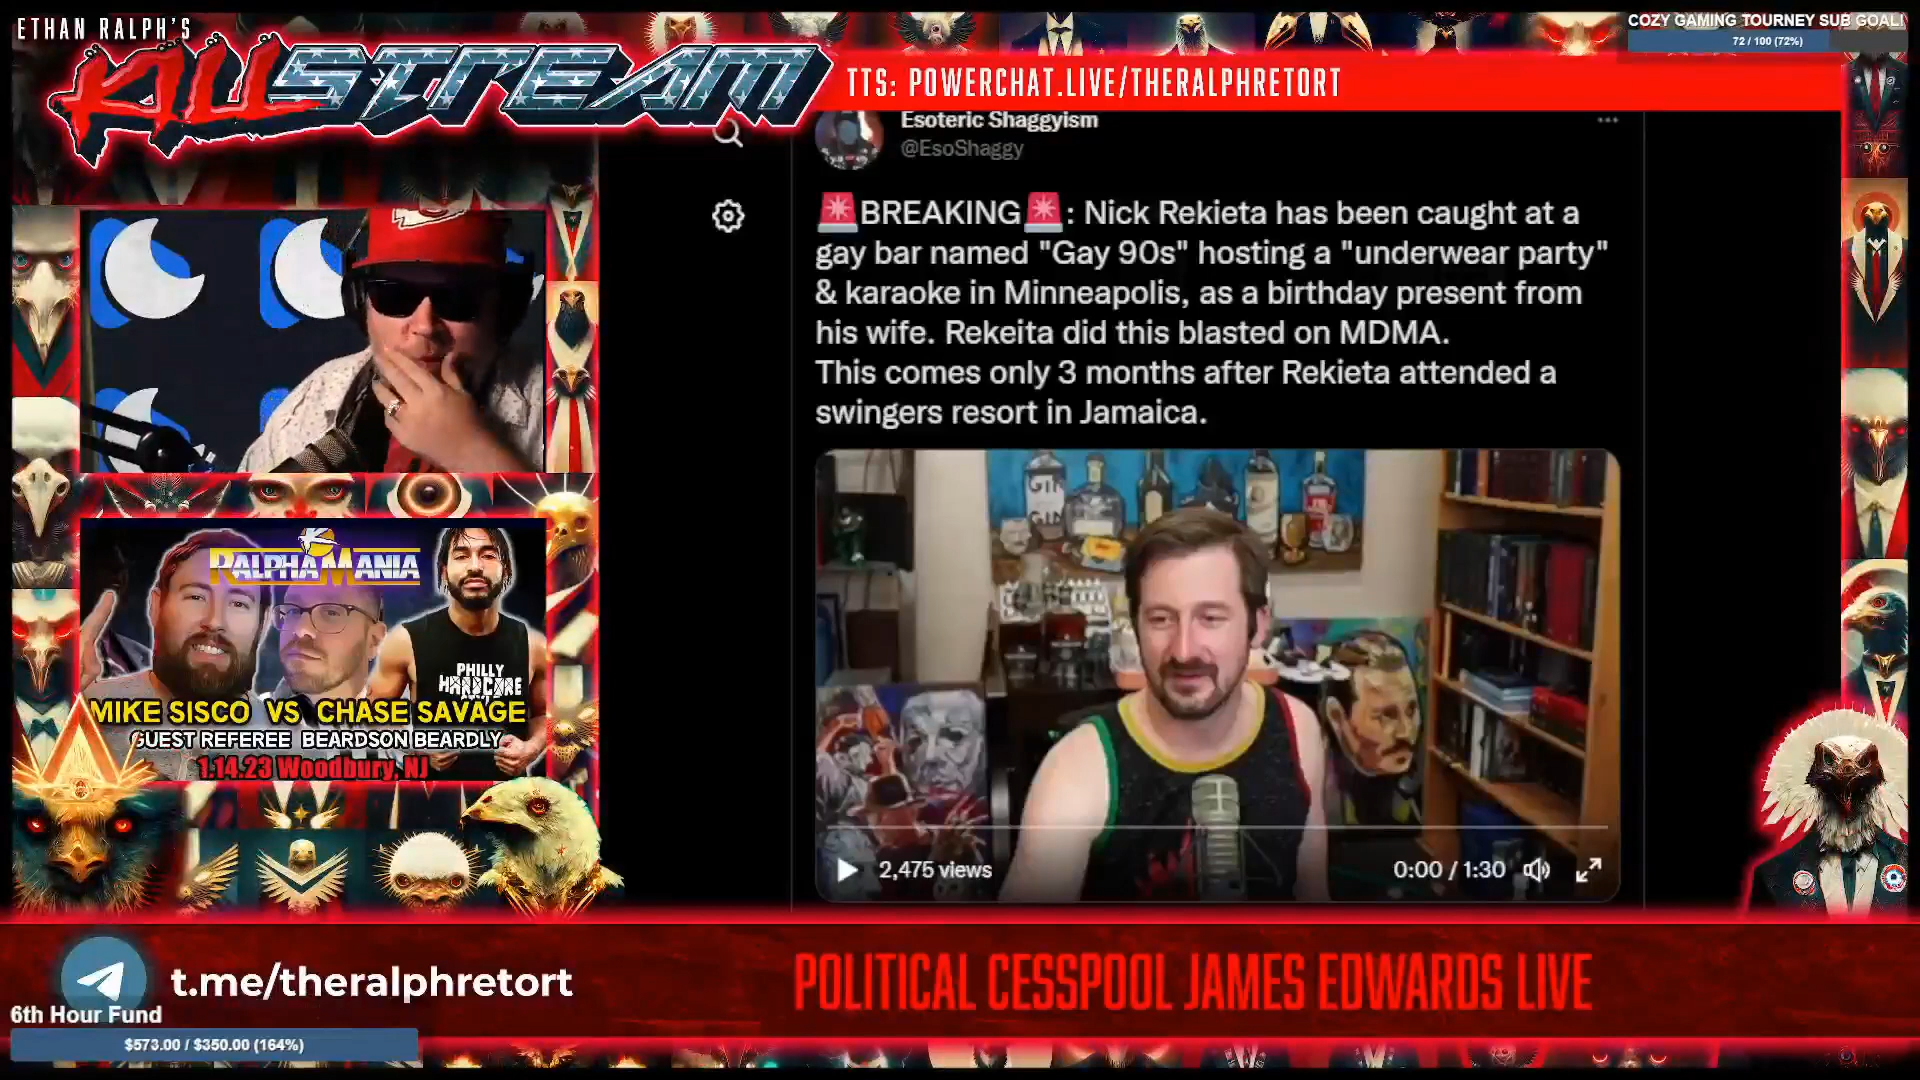 ETHAN RALPH'S
KILLSTREAM
TTS: POWERCHAT.LIVE/THERALPHRETORT
COZY GAMING TOURNEY SUB GOAL!
72 / 100 (72%)
Esoteric Shaggyism
@EsoShaggy
🚨BREAKING🚨: Nick Rekieta has been caught at a
gay bar named "Gay 90s" hosting a "underwear party"
& karaoke in Minneapolis, as a birthday present from
his wife. Rekeita did this blasted on MDMA.
This comes only 3 months after Rekieta attended a
swingers resort in Jamaica.
GIN
GIN
2,475 views
0:00 / 1:30
RALPHAMANIA
PHILLY
HARDCORE
MIKE SISCO VS CHASE SAVAGE
GUEST REFEREE BEARDSON BEARDLY
1.14.23 Woodbury, NJ
t.me/theralphretort
6th Hour Fund
$573.00 / $350.00 (164%)
POLITICAL CESSPOOL JAMES EDWARDS LIVE